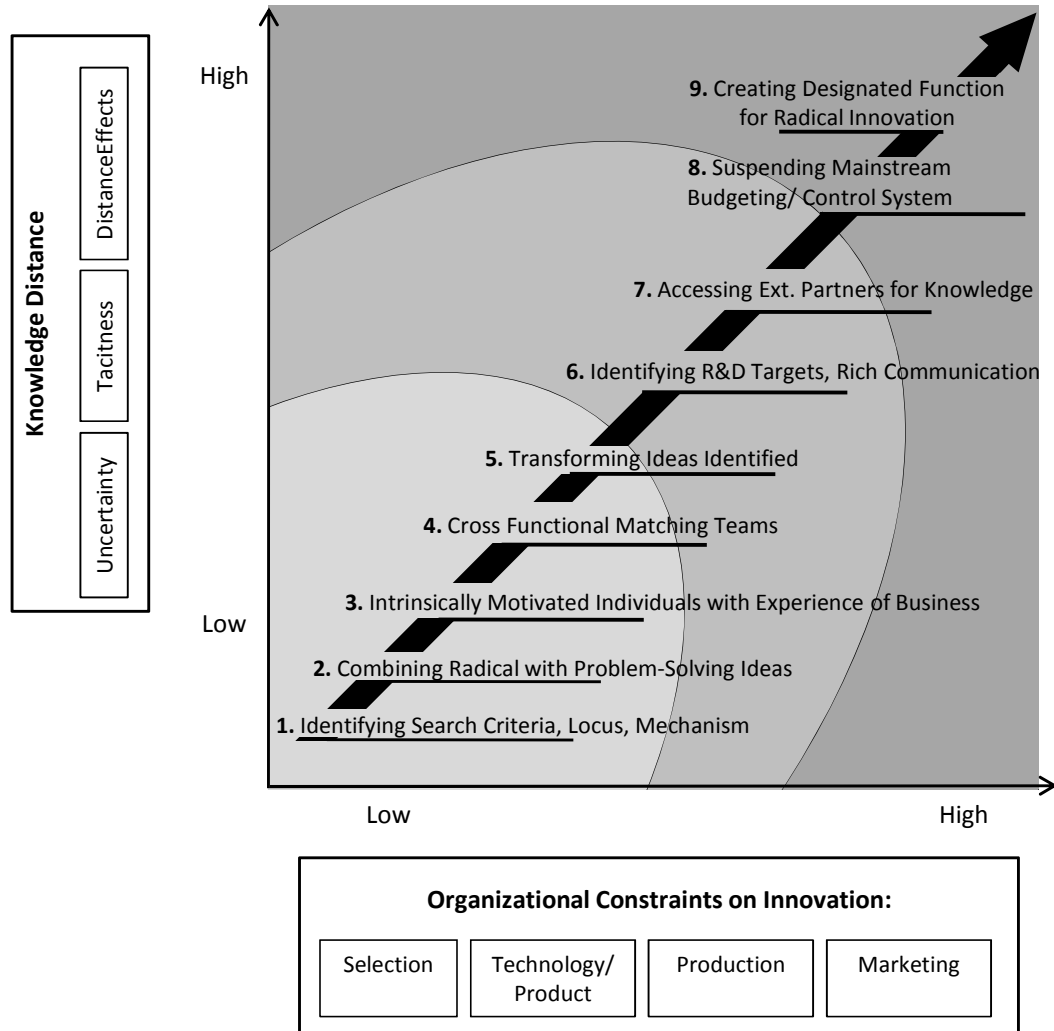 High
Low
Knowledge Distance
DistanceEffects
Tacitness
Uncertainty
9. Creating Designated Function
for Radical Innovation
8. Suspending Mainstream
Budgeting/ Control System
7. Accessing Ext. Partners for Knowledge
6. Identifying R&D Targets, Rich Communication
5. Transforming Ideas Identified
4. Cross Functional Matching Teams
3. Intrinsically Motivated Individuals with Experience of Business
2. Combining Radical with Problem-Solving Ideas
1. Identifying Search Criteria, Locus, Mechanism
Low
High
Organizational Constraints on Innovation:
Selection
Technology/
Product
Production
Marketing